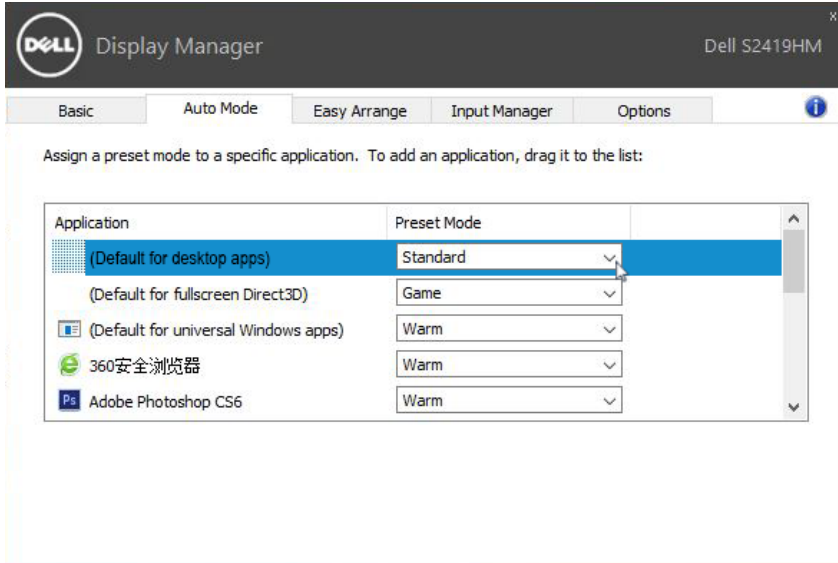 x
DELL Display Manager Dell S2419HM
Basic Auto Mode Easy Arrange Input Manager Options i
Assign a preset mode to a specific application. To add an application, drag it to the list:
Application Preset Mode
(Default for desktop apps) Standard
(Default for fullscreen Direct3D) Game
(Default for universal Windows apps) Warm
360安全浏览器 Warm
Ps Adobe Photoshop CS6 Warm